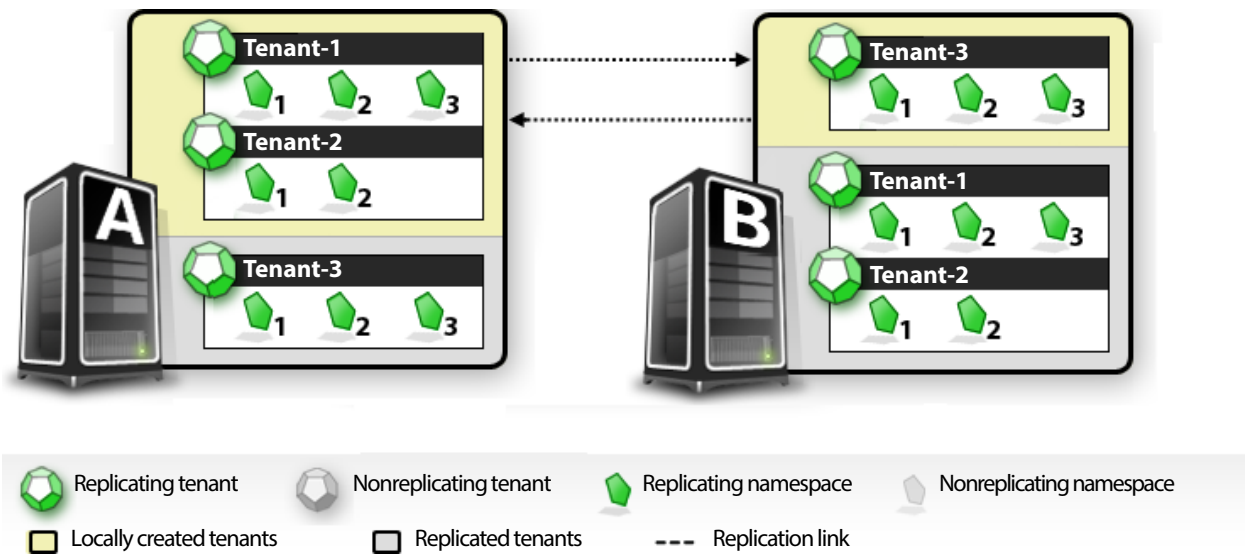 Tenant-1
1 2 3
Tenant-2
1 2
Tenant-3
1 2 3
A
Tenant-3
1 2 3
Tenant-1
1 2 3
Tenant-2
1 2
B
Replicating tenant
Nonreplicating tenant
Replicating namespace
Nonreplicating namespace
Locally created tenants
Replicated tenants
Replication link